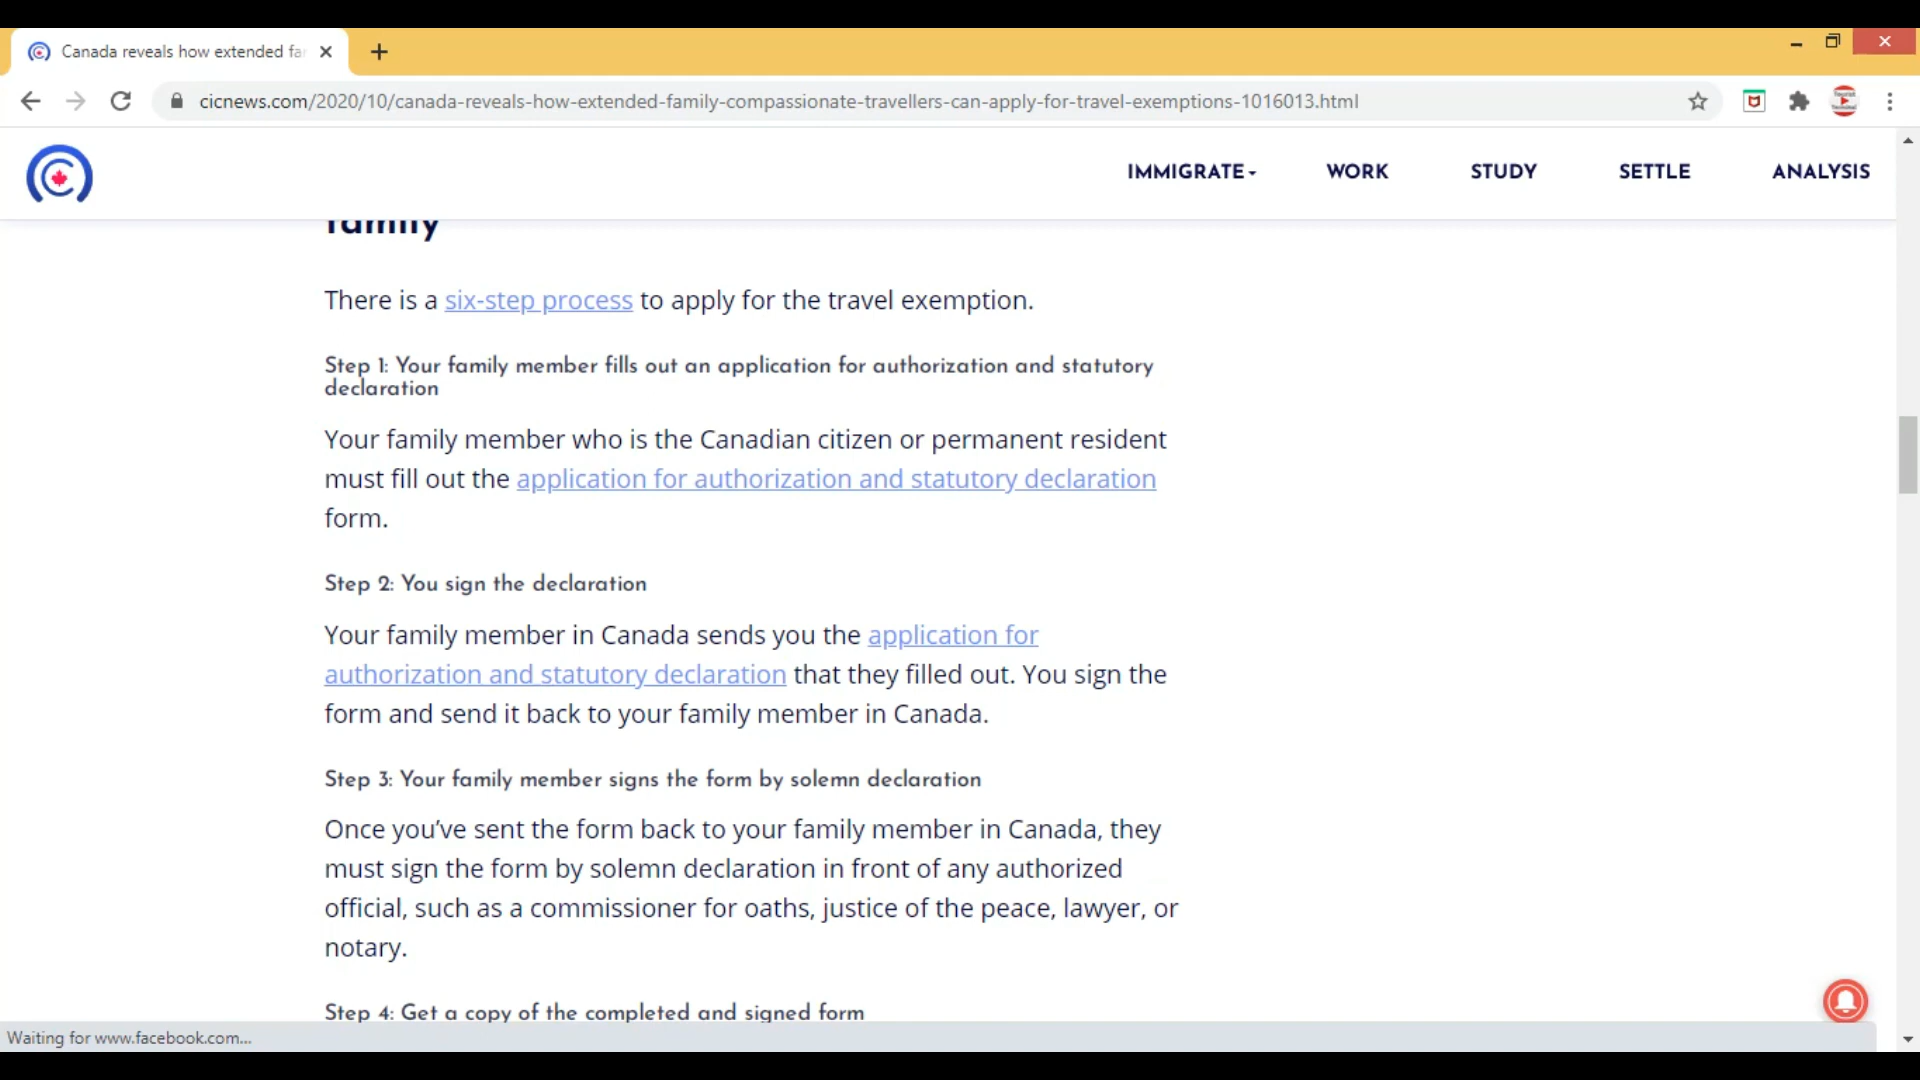 Canada reveals how extended fa
cicnews.com/2020/10/canada-reveals-how-extended-family-compassionate-travellers-can-apply-for-travel-exemptions-1016013.html
IMMIGRATE
WORK
STUDY
SETTLE
ANALYSIS
family
There is a six-step process to apply for the travel exemption.
Step 1: Your family member fills out an application for authorization and statutory
declaration
Your family member who is the Canadian citizen or permanent resident
must fill out the application for authorization and statutory declaration
form.
Step 2: You sign the declaration
Your family member in Canada sends you the application for
authorization and statutory declaration that they filled out. You sign the
form and send it back to your family member in Canada.
Step 3: Your family member signs the form by solemn declaration
Once you’ve sent the form back to your family member in Canada, they
must sign the form by solemn declaration in front of any authorized
official, such as a commissioner for oaths, justice of the peace, lawyer, or
notary.
Step 4: Get a copy of the completed and signed form
Waiting for www.facebook.com...